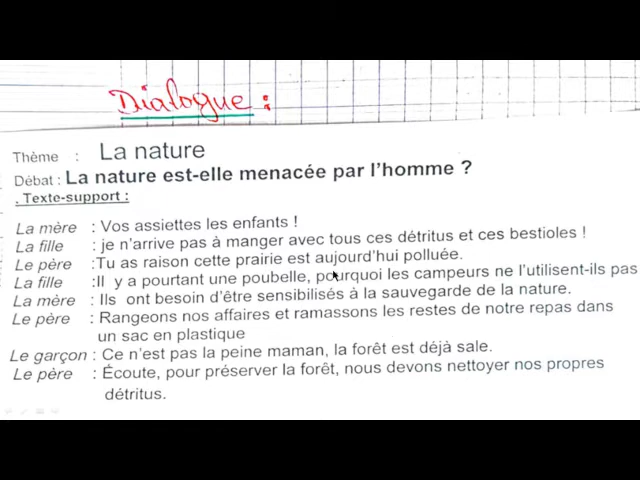 Dialogue :
Thème : La nature
Débat : La nature est-elle menacée par l'homme ?
. Texte-support :
La mère : Vos assiettes les enfants !
La fille : je n'arrive pas à manger avec tous ces détritus et ces bestioles !
Le père :Tu as raison cette prairie est aujourd'hui polluée.
La fille :Il y a pourtant une poubelle, pourquoi les campeurs ne l'utilisent-ils pas
La mère : Ils ont besoin d'être sensibilisés à la sauvegarde de la nature.
Le père : Rangeons nos affaires et ramassons les restes de notre repas dans
un sac en plastique
Le garçon : Ce n'est pas la peine maman, la forêt est déjà sale.
Le père : Écoute, pour préserver la forêt, nous devons nettoyer nos propres
détritus.